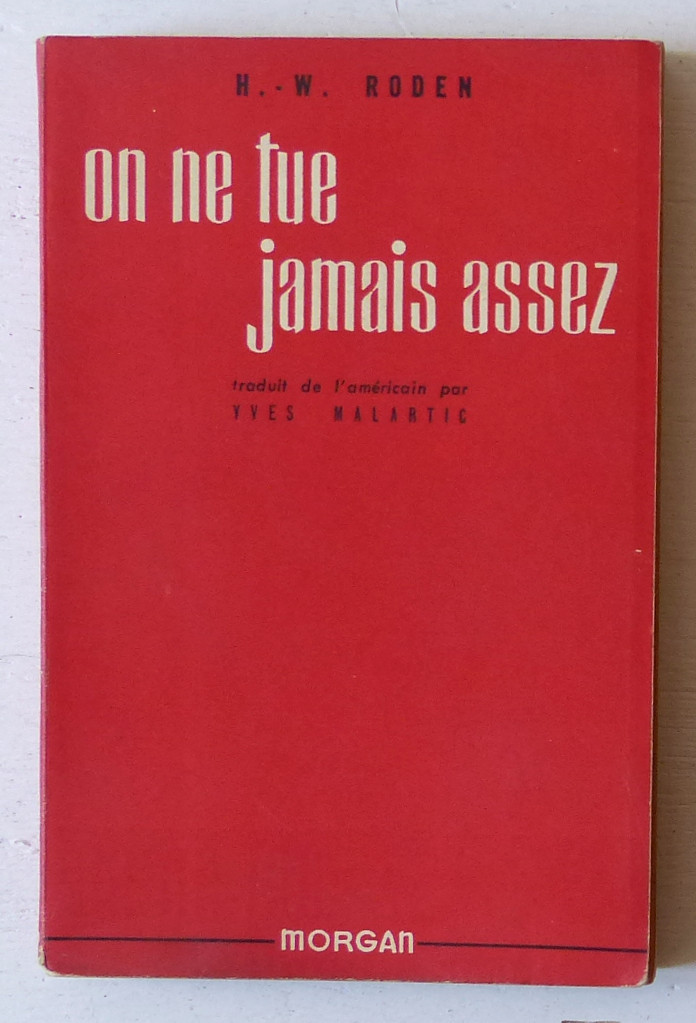 H.-W. RODEN
on ne tue
jamais assez
traduit de l'américain par
YVES MALARTIC
MORGAN